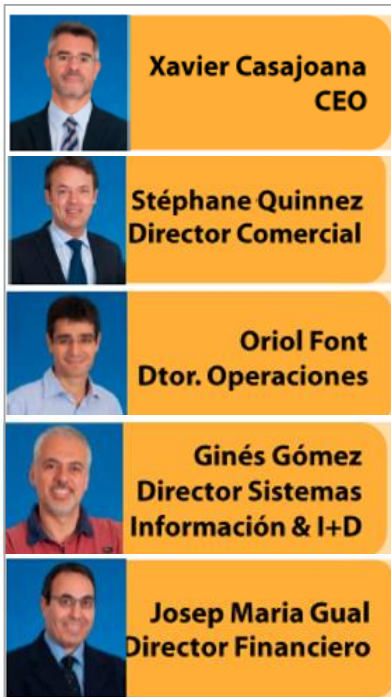 Xavier Casajoana
CEO
Stéphane Quinnez
Director Comercial
Oriol Font
Dtor. Operaciones
Ginés Gómez
Director Sistemas
Información & I+D
Josep Maria Gual
Director Financiero